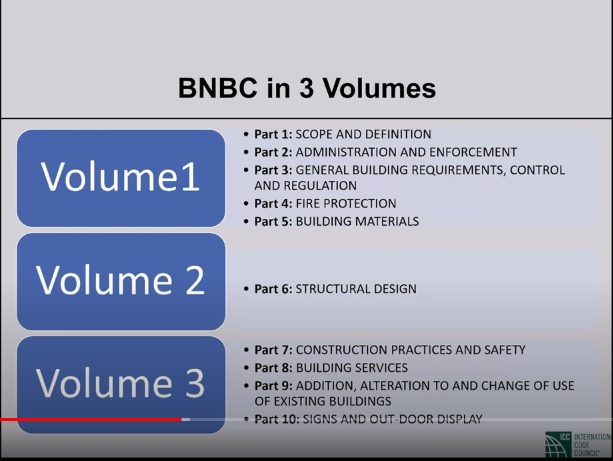 BNBC in 3 Volumes
Volume1
• Part 1: SCOPE AND DEFINITION
• Part 2: ADMINISTRATION AND ENFORCEMENT
• Part 3: GENERAL BUILDING REQUIREMENTS, CONTROL
AND REGULATION
• Part 4: FIRE PROTECTION
• Part 5: BUILDING MATERIALS
Volume 2
• Part 6: STRUCTURAL DESIGN
Volume 3
• Part 7: CONSTRUCTION PRACTICES AND SAFETY
• Part 8: BUILDING SERVICES
• Part 9: ADDITION, ALTERATION TO AND CHANGE OF USE
OF EXISTING BUILDINGS
• Part 10: SIGNS AND OUT-DOOR DISPLAY
ICC INTERNATION
CODE
COUNCIL